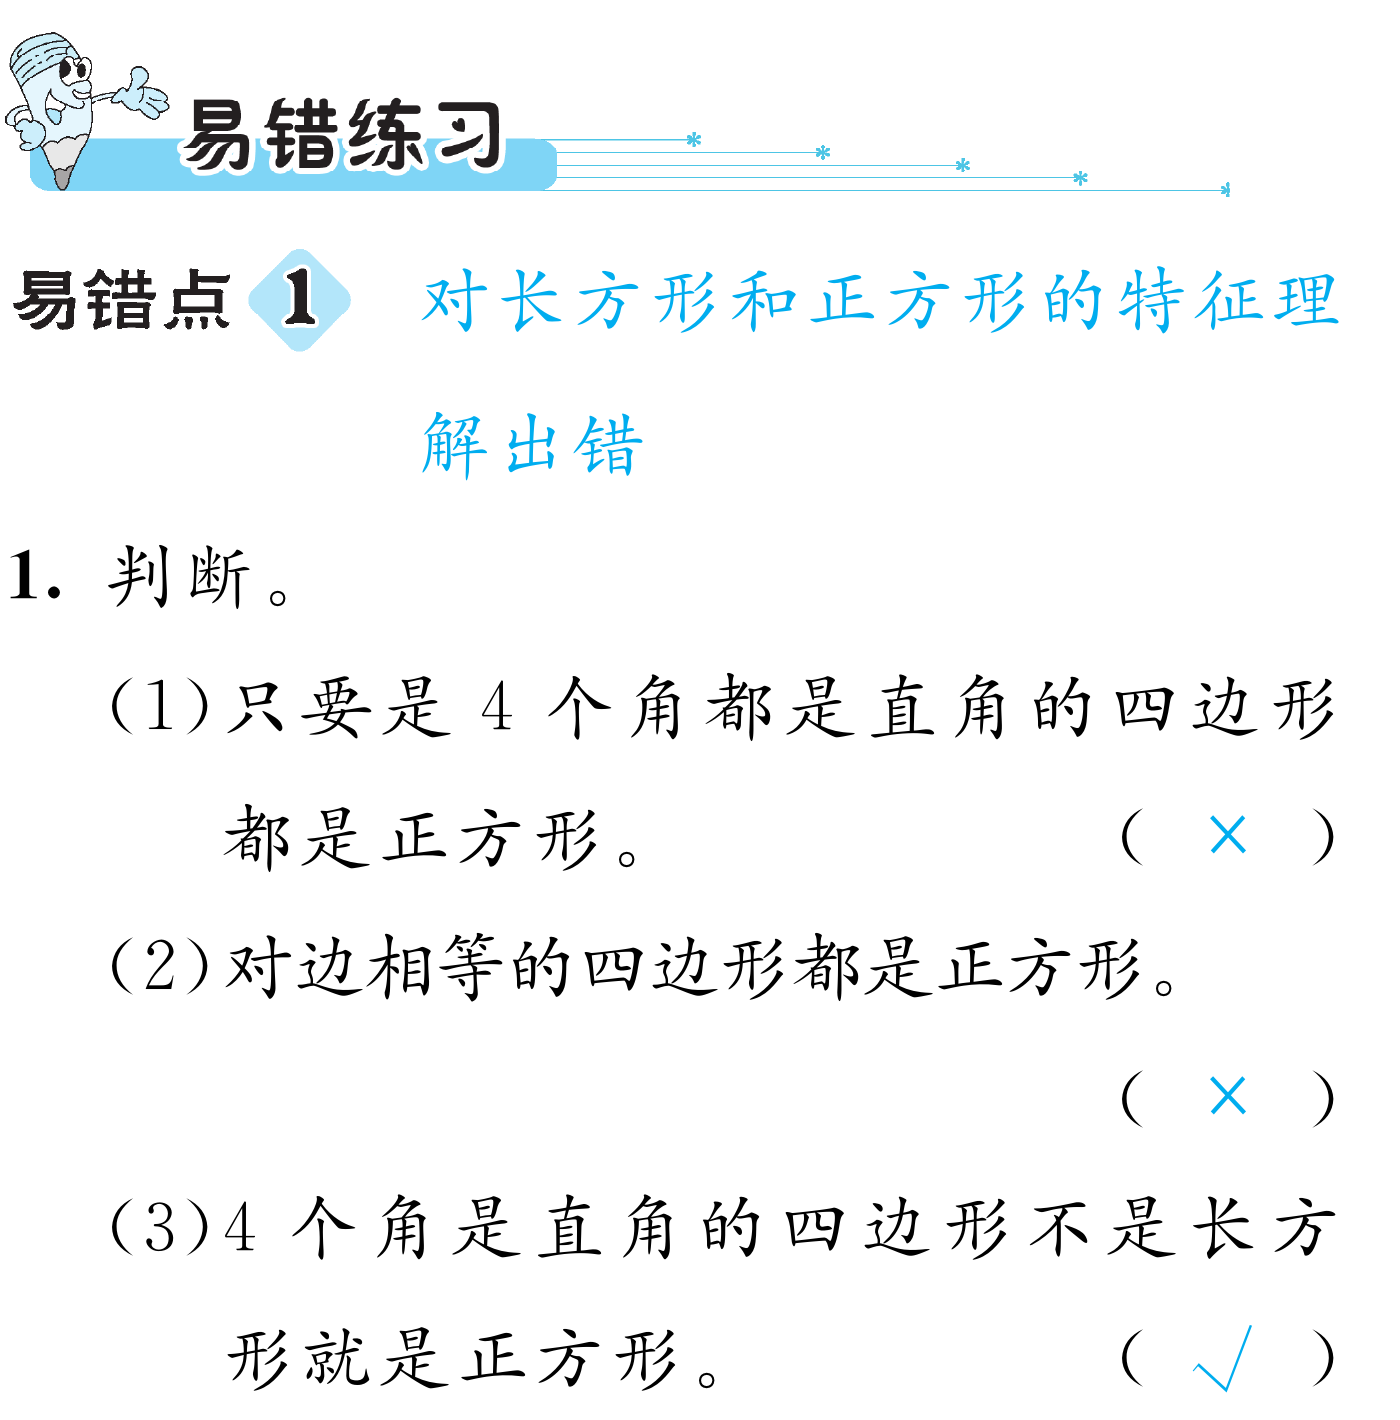 易错练习
易错点 1 对长方形和正方形的特征理
解出错
1. 判断。
(1)只要是 4 个角都是直角的四边形
都是正方形。 ( × )
(2)对边相等的四边形都是正方形。
( × )
(3)4 个角是直角的四边形不是长方
形就是正方形。 ( √ )